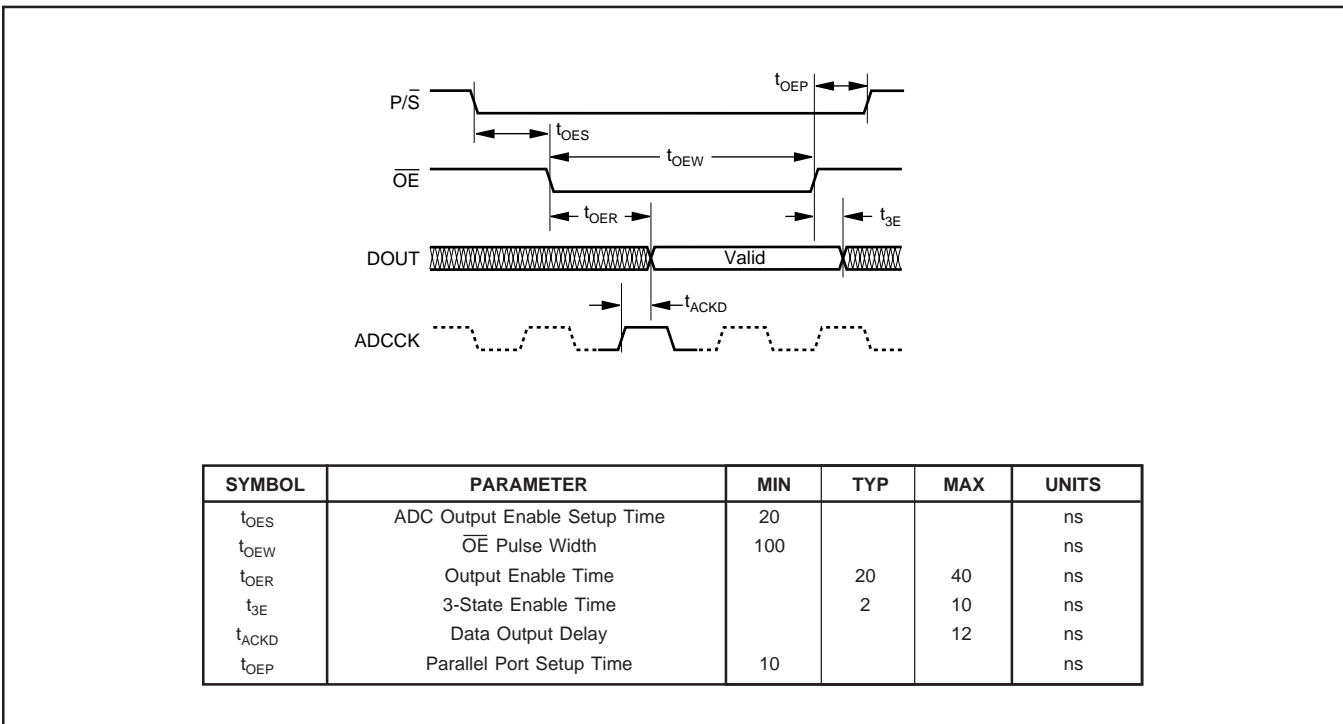 P/S̅
tOEP
tOES
tOEW
O̅E̅
tOER
t3E
DOUT
Valid
tACKD
ADCCK
SYMBOL PARAMETER MIN TYP MAX UNITS
tOES ADC Output Enable Setup Time 20 ns
tOEW O̅E̅ Pulse Width 100 ns
tOER Output Enable Time 20 40 ns
t3E 3-State Enable Time 2 10 ns
tACKD Data Output Delay 12 ns
tOEP Parallel Port Setup Time 10 ns